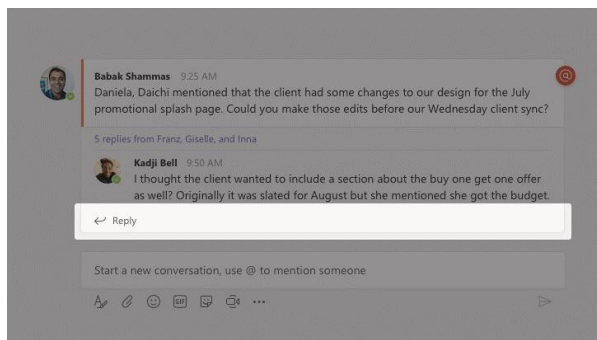 Babak Shammas 9:25 AM
Daniela, Daichi mentioned that the client had some changes to our design for the July
promotional splash page. Could you make those edits before our Wednesday client sync?
5 replies from Franz, Giselle, and Inna
Kadji Bell 9:50 AM
I thought the client wanted to include a section about the buy one get one offer
as well? Originally it was slated for August but she mentioned she got the budget.
Reply
Start a new conversation, use @ to mention someone
GIF